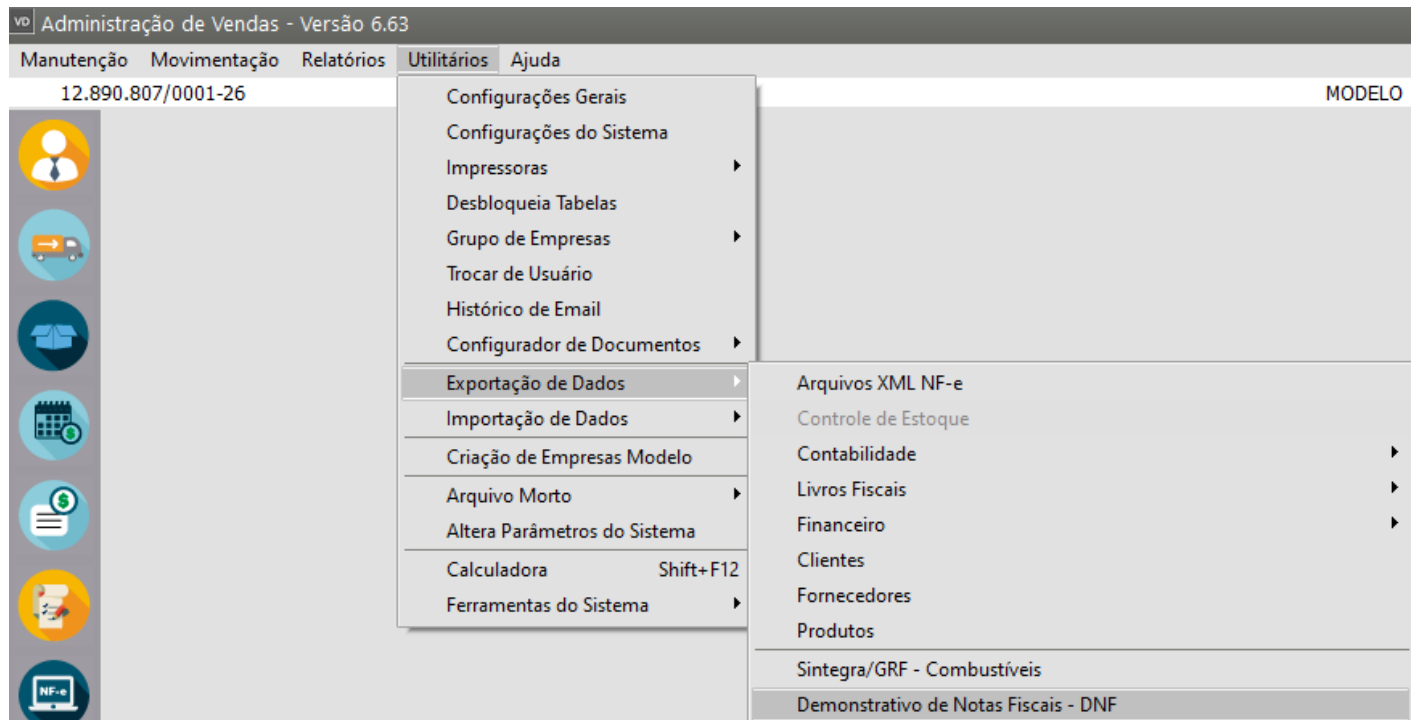 VD Administração de Vendas - Versão 6.63
Manutenção Movimentação Relatórios Utilitários Ajuda
12.890.807/0001-26 MODELO
Configurações Gerais
Configurações do Sistema
Impressoras
Desbloqueia Tabelas
Grupo de Empresas
Trocar de Usuário
Histórico de Email
Configurador de Documentos
Exportação de Dados
Importação de Dados
Criação de Empresas Modelo
Arquivo Morto
Altera Parâmetros do Sistema
Calculadora Shift+F12
Ferramentas do Sistema
Arquivos XML NF-e
Controle de Estoque
Contabilidade
Livros Fiscais
Financeiro
Clientes
Fornecedores
Produtos
Sintegra/GRF - Combustíveis
Demonstrativo de Notas Fiscais - DNF
NF-e